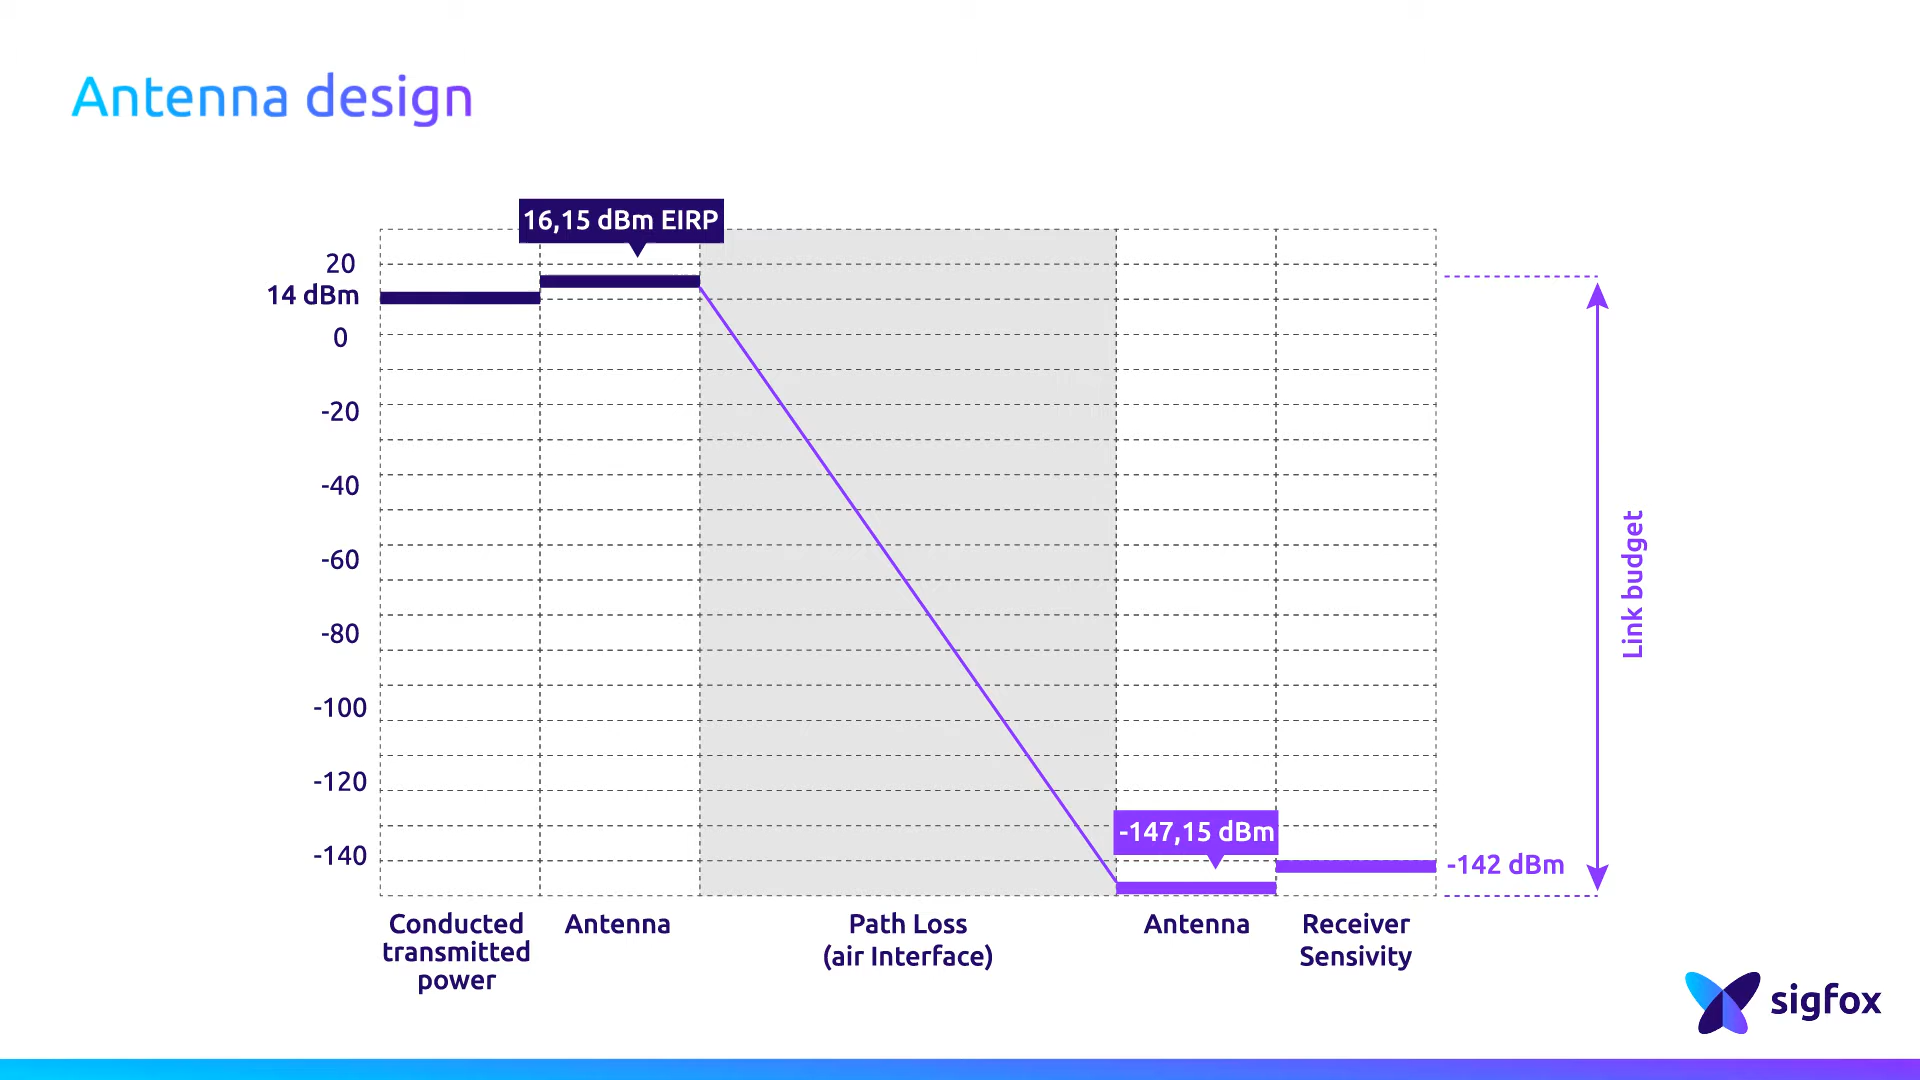 Antenna design
16,15 dBm EIRP
20
14 dBm
0
-20
-40
-60
-80
-100
-120
-140
-147,15 dBm
-142 dBm
Link budget
Conducted
transmitted
power
Antenna
Path Loss
(air Interface)
Antenna
Receiver
Sensivity
sigfox